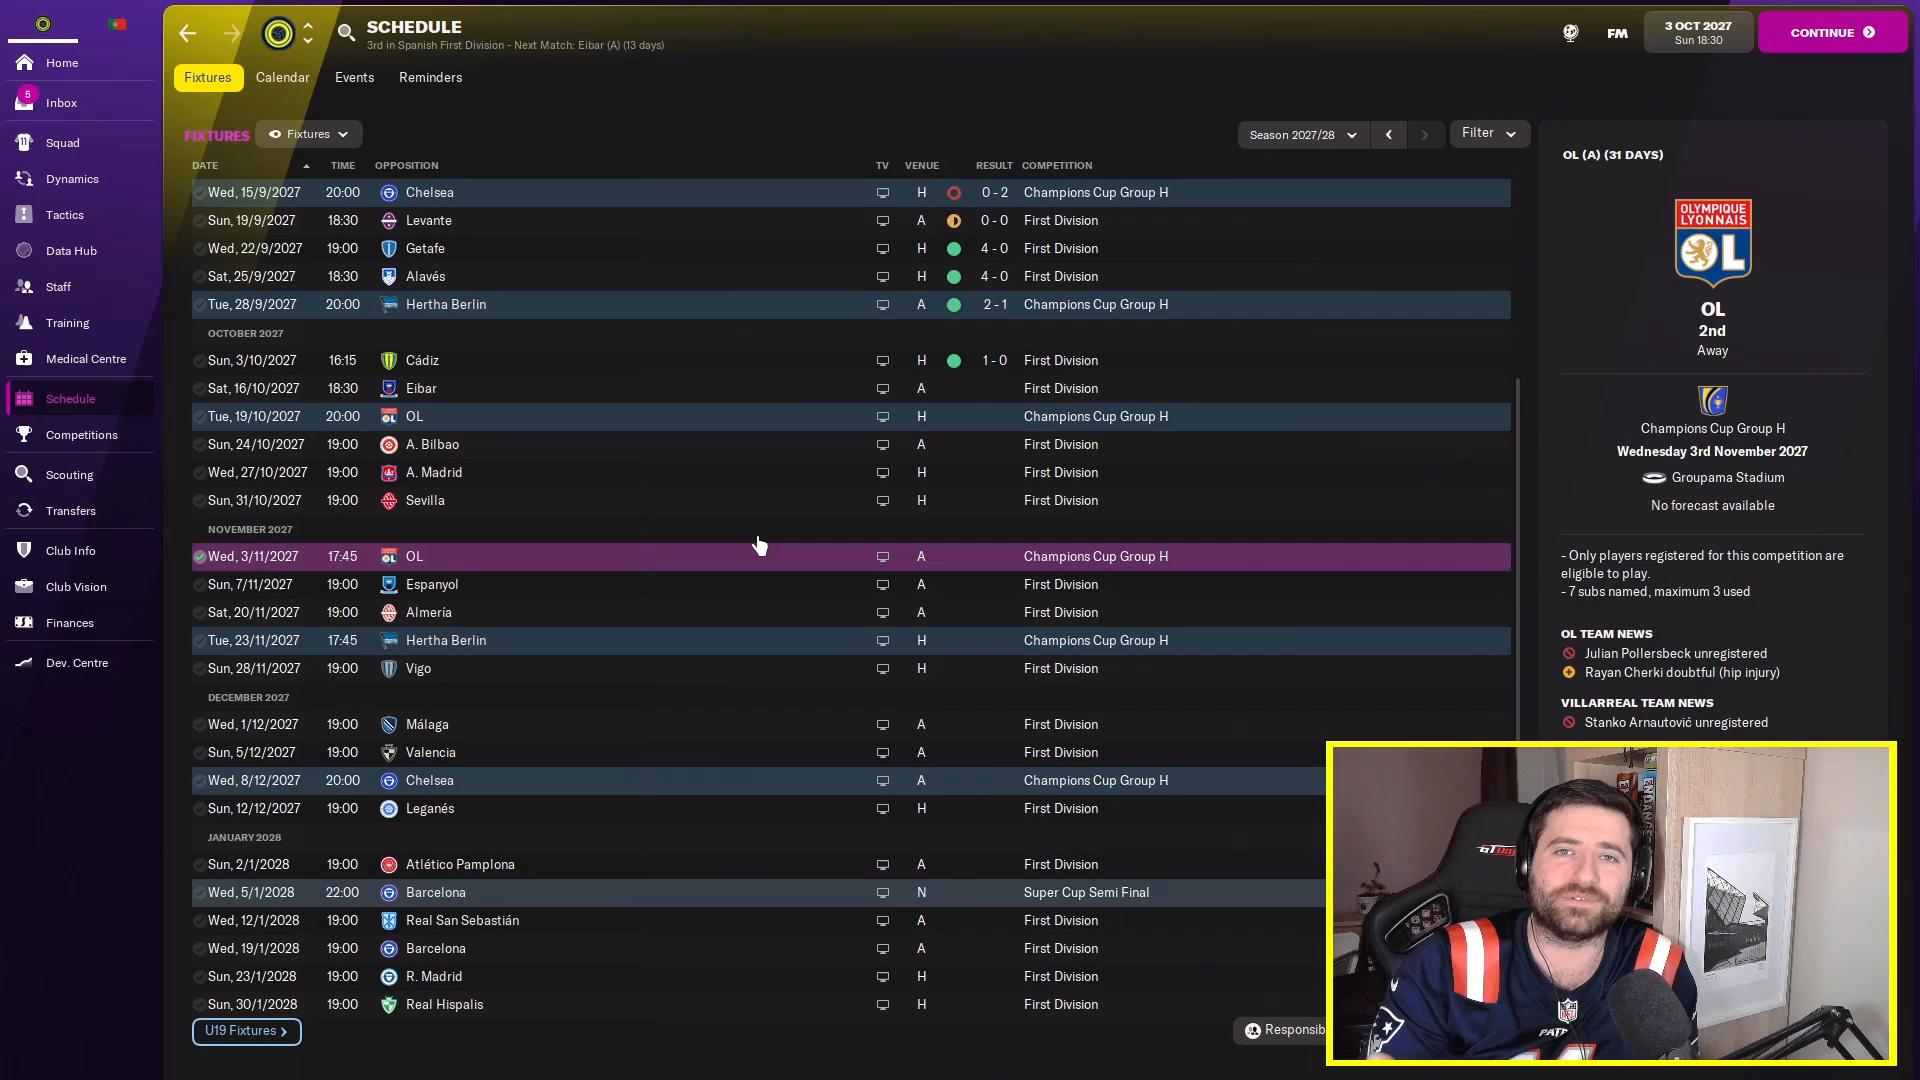 SCHEDULE
3rd in Spanish First Division - Next Match: Eibar (A) (13 days)
FM
3 OCT 2027
Sun 18:30
CONTINUE
Home
5
Inbox
Squad
Dynamics
Tactics
Data Hub
Staff
Training
Medical Centre
Schedule
Competitions
Scouting
Transfers
Club Info
Club Vision
Finances
Dev. Centre
Fixtures Calendar Events Reminders
FIXTURES Fixtures Season 2027/28 Filter
DATE TIME OPPOSITION TV VENUE RESULT COMPETITION
Wed, 15/9/2027 20:00 Chelsea H 0 - 2 Champions Cup Group H
Sun, 19/9/2027 18:30 Levante A 0 - 0 First Division
Wed, 22/9/2027 19:00 Getafe H 4 - 0 First Division
Sat, 25/9/2027 18:30 Alavés H 4 - 0 First Division
Tue, 28/9/2027 20:00 Hertha Berlin A 2 - 1 Champions Cup Group H
OCTOBER 2027
Sun, 3/10/2027 16:15 Cádiz H 1 - 0 First Division
Sat, 16/10/2027 18:30 Eibar A First Division
Tue, 19/10/2027 20:00 OL H Champions Cup Group H
Sun, 24/10/2027 19:00 A. Bilbao A First Division
Wed, 27/10/2027 19:00 A. Madrid H First Division
Sun, 31/10/2027 19:00 Sevilla H First Division
NOVEMBER 2027
Wed, 3/11/2027 17:45 OL A Champions Cup Group H
Sun, 7/11/2027 19:00 Espanyol A First Division
Sat, 20/11/2027 19:00 Almería A First Division
Tue, 23/11/2027 17:45 Hertha Berlin H Champions Cup Group H
Sun, 28/11/2027 19:00 Vigo H First Division
DECEMBER 2027
Wed, 1/12/2027 19:00 Málaga A First Division
Sun, 5/12/2027 19:00 Valencia A First Division
Wed, 8/12/2027 20:00 Chelsea A Champions Cup Group H
Sun, 12/12/2027 19:00 Leganés H First Division
JANUARY 2028
Sun, 2/1/2028 19:00 Atlético Pamplona A First Division
Wed, 5/1/2028 22:00 Barcelona N Super Cup Semi Final
Wed, 12/1/2028 19:00 Real San Sebastián A First Division
Wed, 19/1/2028 19:00 Barcelona A First Division
Sun, 23/1/2028 19:00 R. Madrid H First Division
Sun, 30/1/2028 19:00 Real Hispalis H First Division
U19 Fixtures
Responsib
OL (A) (31 DAYS)
OLYMPIQUE
LYONNAIS
OL
OL
2nd
Away
Champions Cup Group H
Wednesday 3rd November 2027
Groupama Stadium
No forecast available
- Only players registered for this competition are
eligible to play.
- 7 subs named, maximum 3 used
OL TEAM NEWS
Julian Pollersbeck unregistered
Rayan Cherki doubtful (hip injury)
VILLARREAL TEAM NEWS
Stanko Arnautović unregistered
NFL